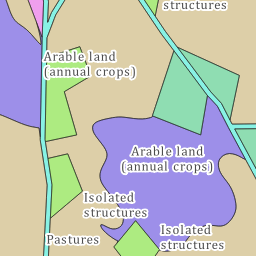 structures
Arable land
(annual crops)
Arable land
(annual crops)
Isolated
structures
Pastures
Isolated
structures